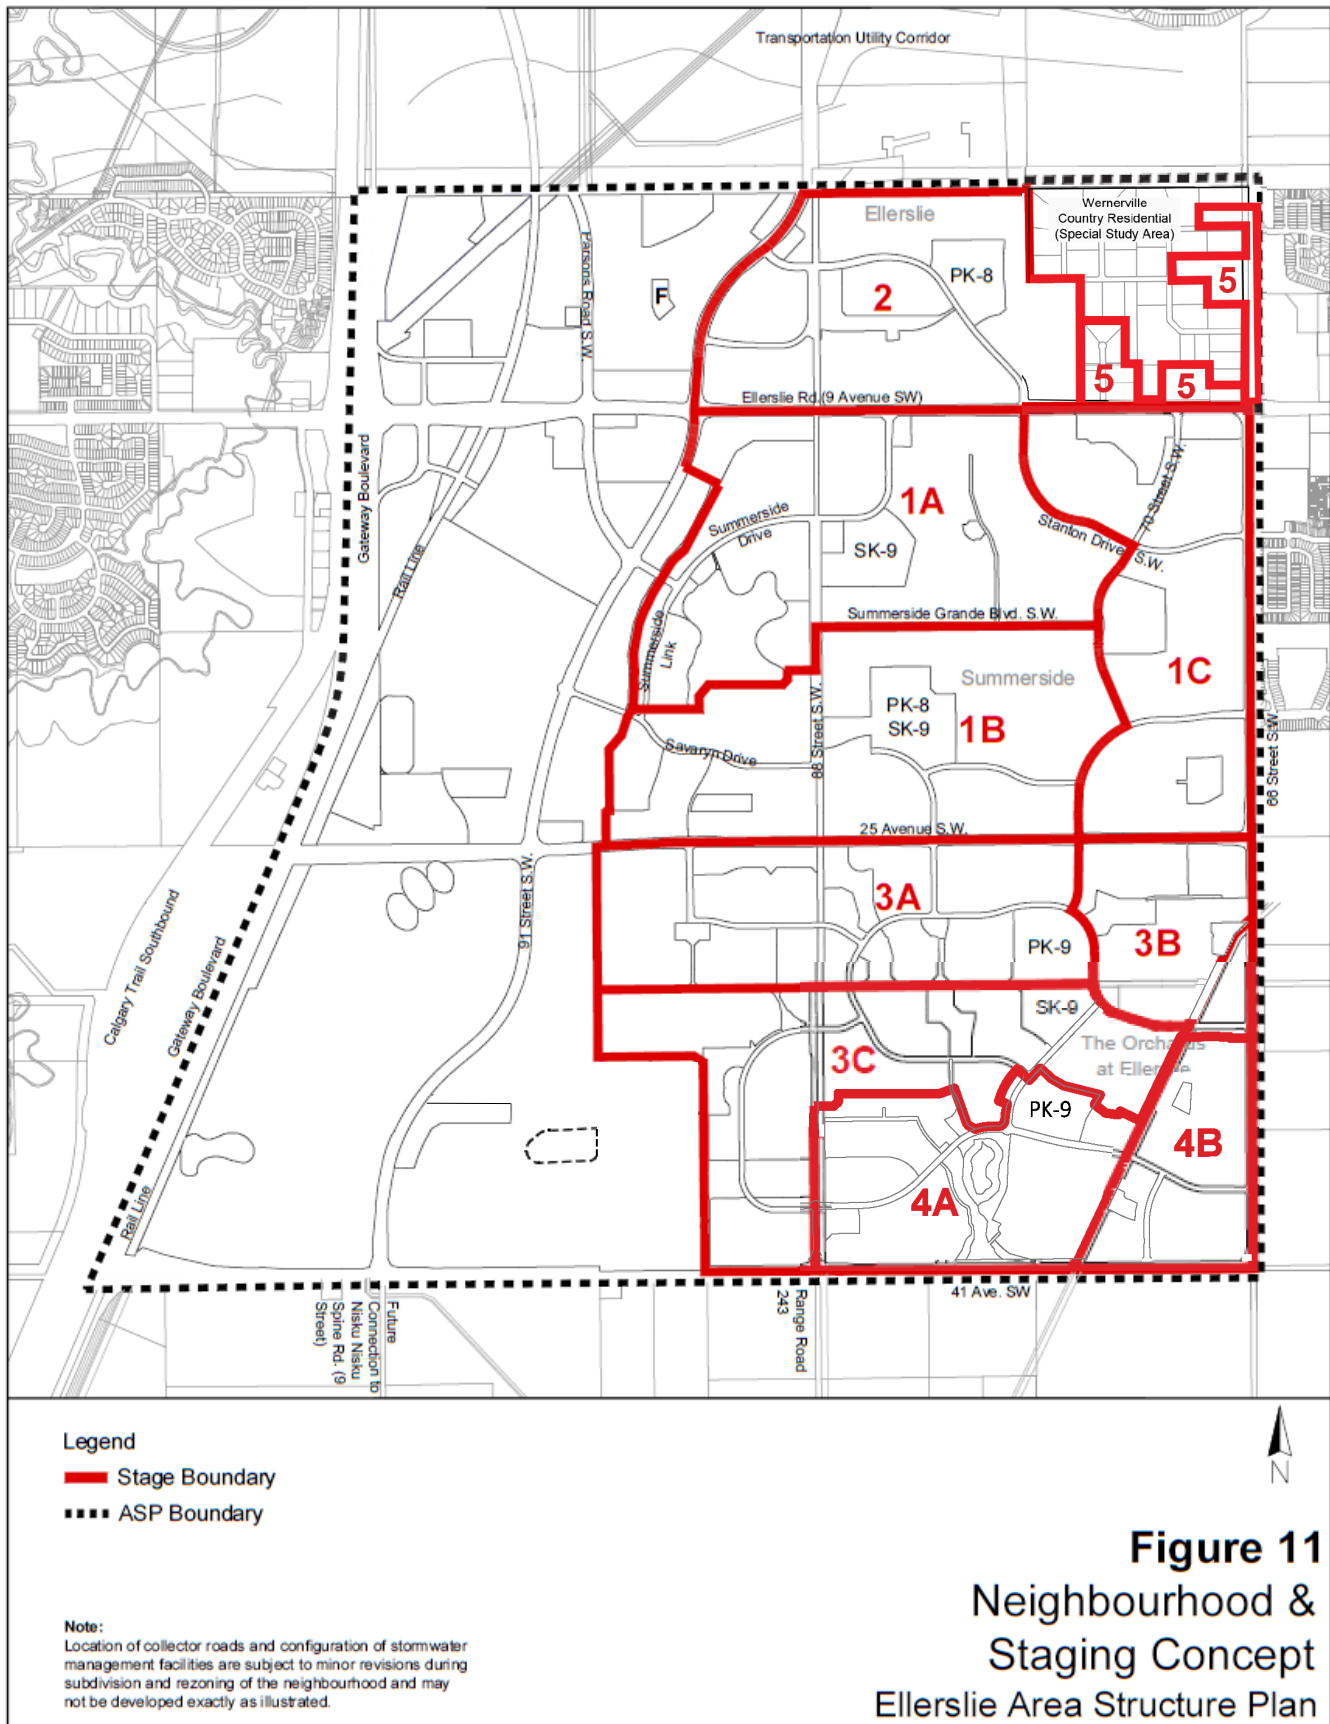 Transportation Utility Corridor
Wernerville
Country Residential
(Special Study Area)
Ellerslie
PK-8
2
5
F
Parsons Road S.W.
5
5
Ellerslie Rd.(9 Avenue SW)
Gateway Boulevard
Rail Line
1A
70 Street S.W.
Summerside
Drive
Stanton Drive
S.W.
SK-9
Summerside Grande Blvd. S.W.
Summerside
Link
Summerside
1C
PK-8
SK-9
1B
88 Street S.W.
Savaryn Drive
66 Street S.W.
25 Avenue S.W.
91 Street S.W.
3A
PK-9
3B
Calgary Trail Southbound
Gateway Boulevard
SK-9
The Orchards
at Ellerslie
3C
PK-9
4B
4A
Rail Line
41 Ave. SW
Range Road
243
Future
Connection to
Nisku Nisku
Spine Rd. (9
Street)
Legend
Stage Boundary
ASP Boundary
N
Figure 11
Neighbourhood &
Staging Concept
Ellerslie Area Structure Plan
Note:
Location of collector roads and configuration of stormwater
management facilities are subject to minor revisions during
subdivision and rezoning of the neighbourhood and may
not be developed exactly as illustrated.